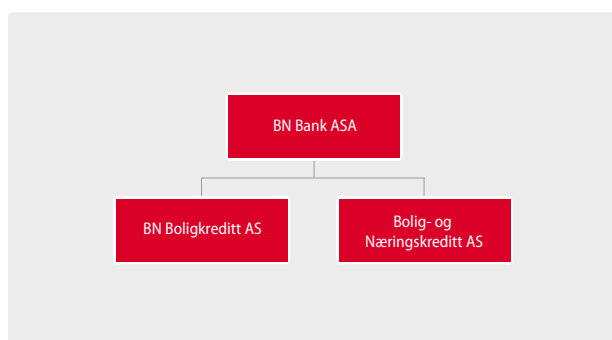 BN Bank ASA
BN Boligkreditt AS
Bolig- og
Næringskreditt AS